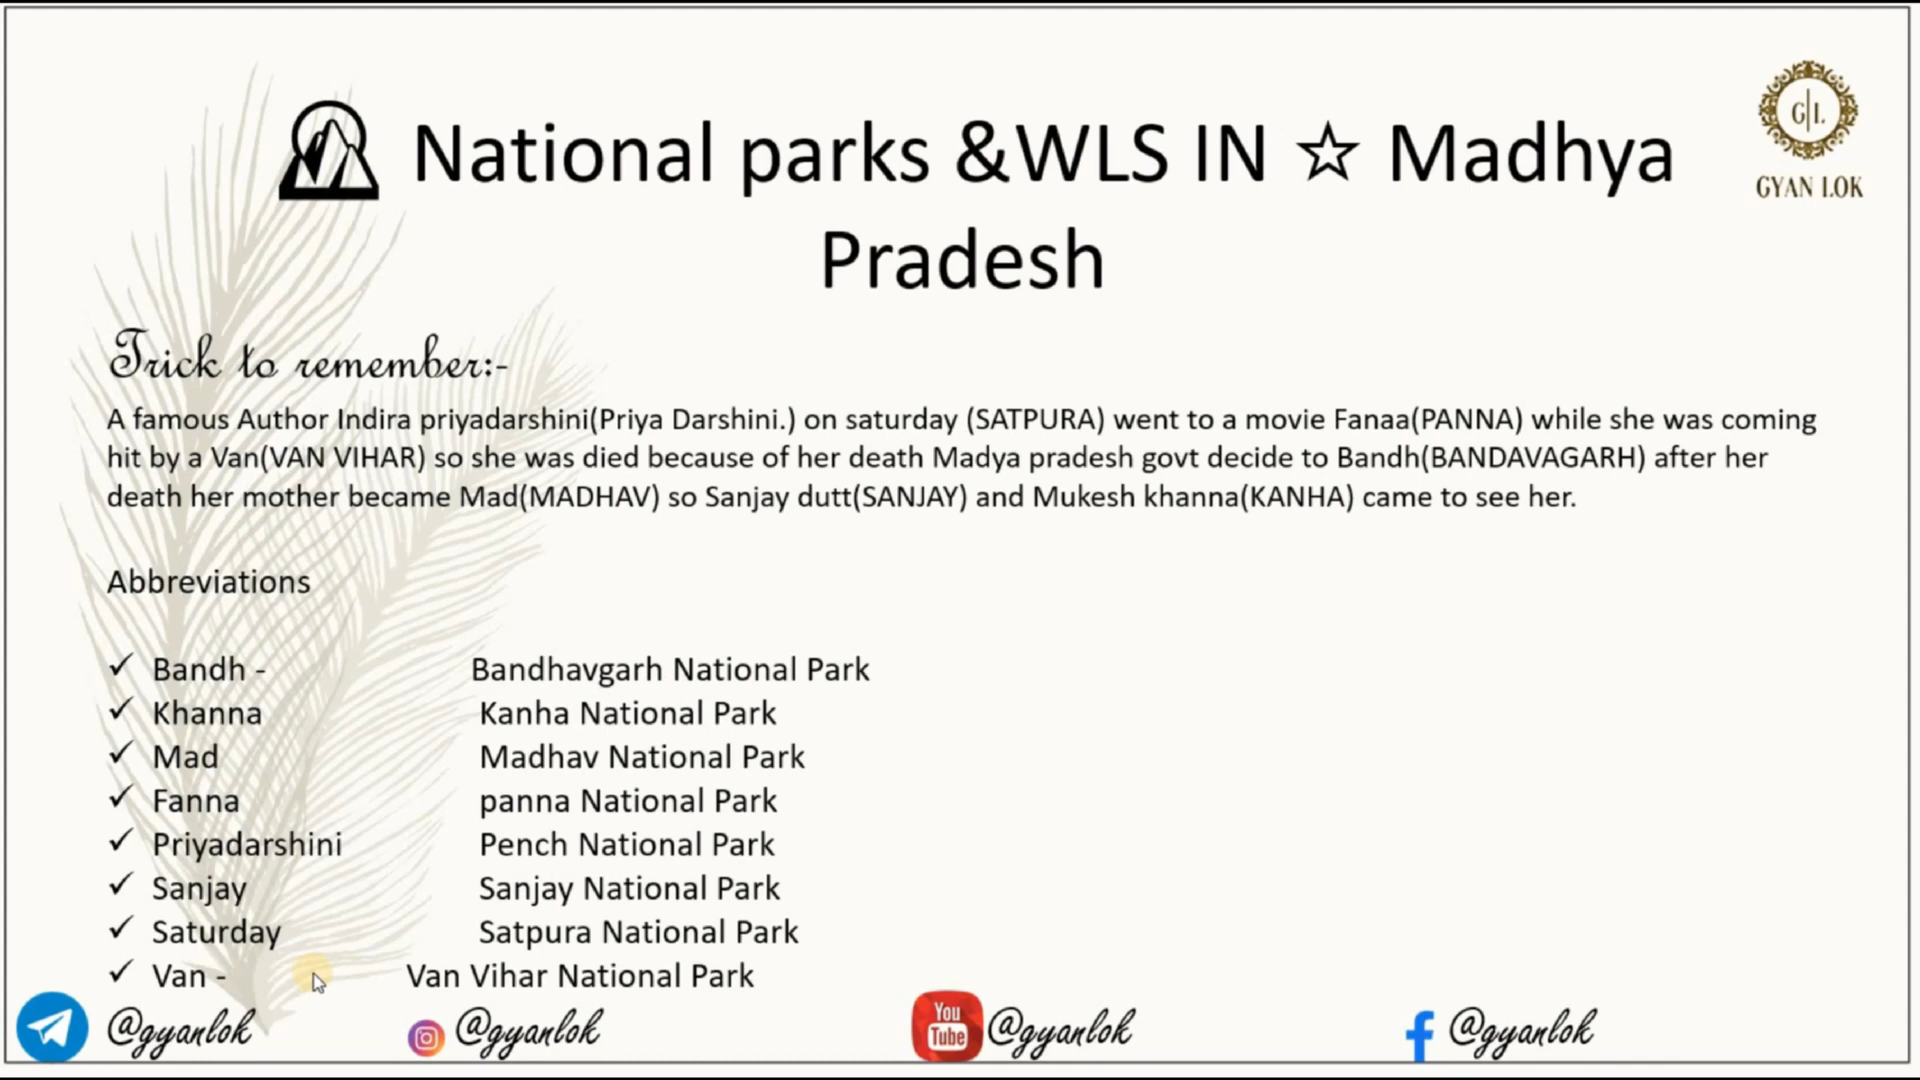 National parks &WLS IN ☆ Madhya
Pradesh
G|L
GYAN LOK
Trick to remember:-
A famous Author Indira priyadarshini(Priya Darshini.) on saturday (SATPURA) went to a movie Fanaa(PANNA) while she was coming
hit by a Van(VAN VIHAR) so she was died because of her death Madya pradesh govt decide to Bandh(BANDAVAGARH) after her
death her mother became Mad(MADHAV) so Sanjay dutt(SANJAY) and Mukesh khanna(KANHA) came to see her.
Abbreviations
✓ Bandh - Bandhavgarh National Park
✓ Khanna Kanha National Park
✓ Mad Madhav National Park
✓ Fanna panna National Park
✓ Priyadarshini Pench National Park
✓ Sanjay Sanjay National Park
✓ Saturday Satpura National Park
✓ Van - Van Vihar National Park
@gyanlok @gyanlok You Tube @gyanlok @gyanlok